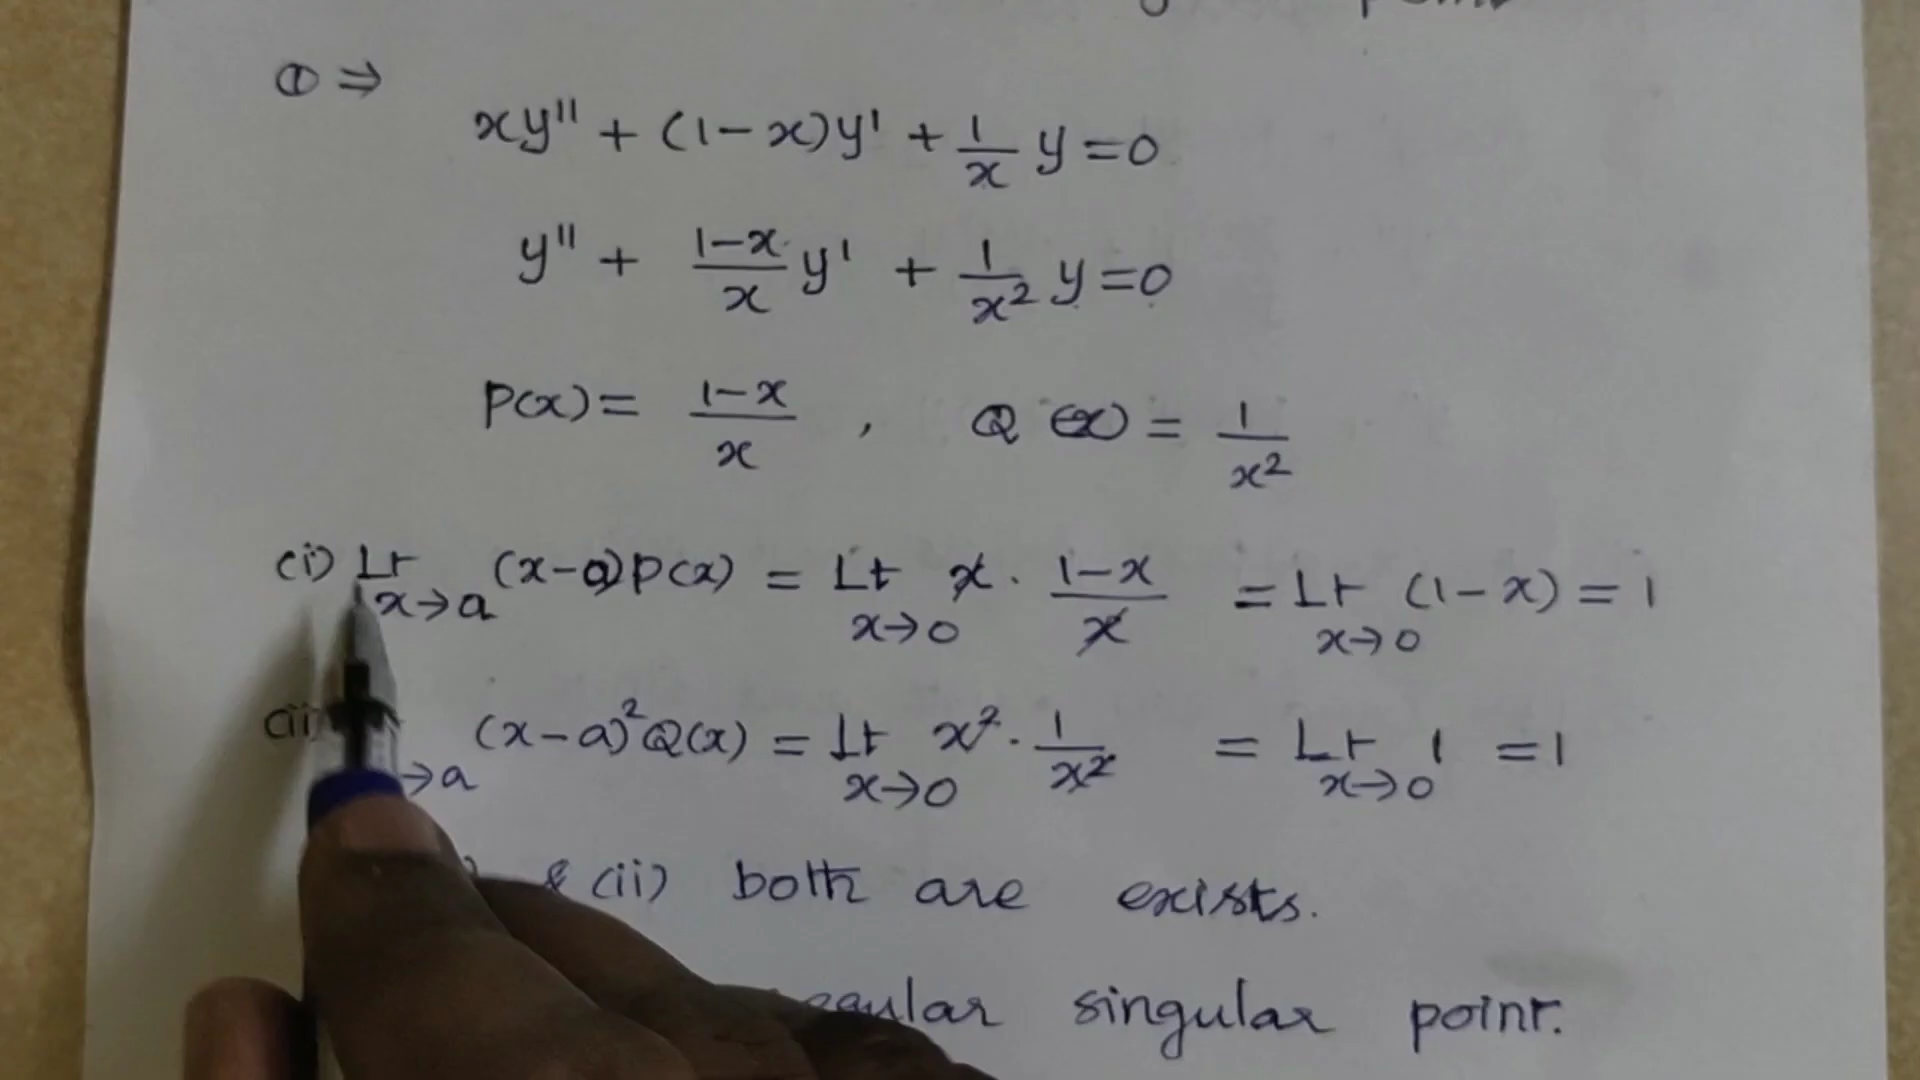 ① ⇒
xy'' + (1-x)y' + 1/x y = 0
y'' + (1-x)/x y' + 1/x² y = 0
P(x) = (1-x)/x , Q(x) = 1/x²
(i) Lt x→a (x-a)P(x) = Lt x→0 x · (1-x)/x = Lt x→0 (1-x) = 1
(ii) →a (x-a)²Q(x) = Lt x→0 x² · 1/x² = Lt x→0 1 = 1
& (ii) both are exists.
singular point.